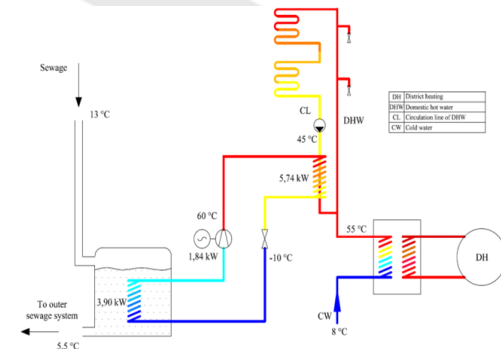 Sewage
13 °C
CL
45 °C
DHW
DH District heating
DHW Domestic hot water
CL Circulation line of DHW
CW Cold water
5,74 kW
60 °C
1,84 kW
-10 °C
55 °C
DH
3,90 kW
To outer
sewage system
5.5 °C
CW
8 °C